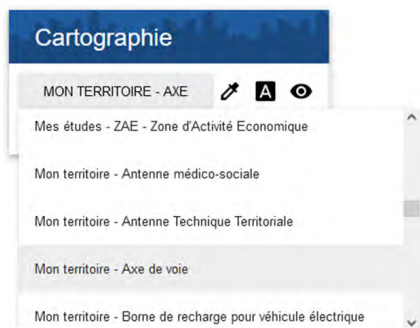 Cartographie
MON TERRITOIRE - AXE
A
Mes études - ZAE - Zone d'Activité Economique
Mon territoire - Antenne médico-sociale
Mon territoire - Antenne Technique Territoriale
Mon territoire - Axe de voie
Mon territoire - Borne de recharge pour véhicule électrique